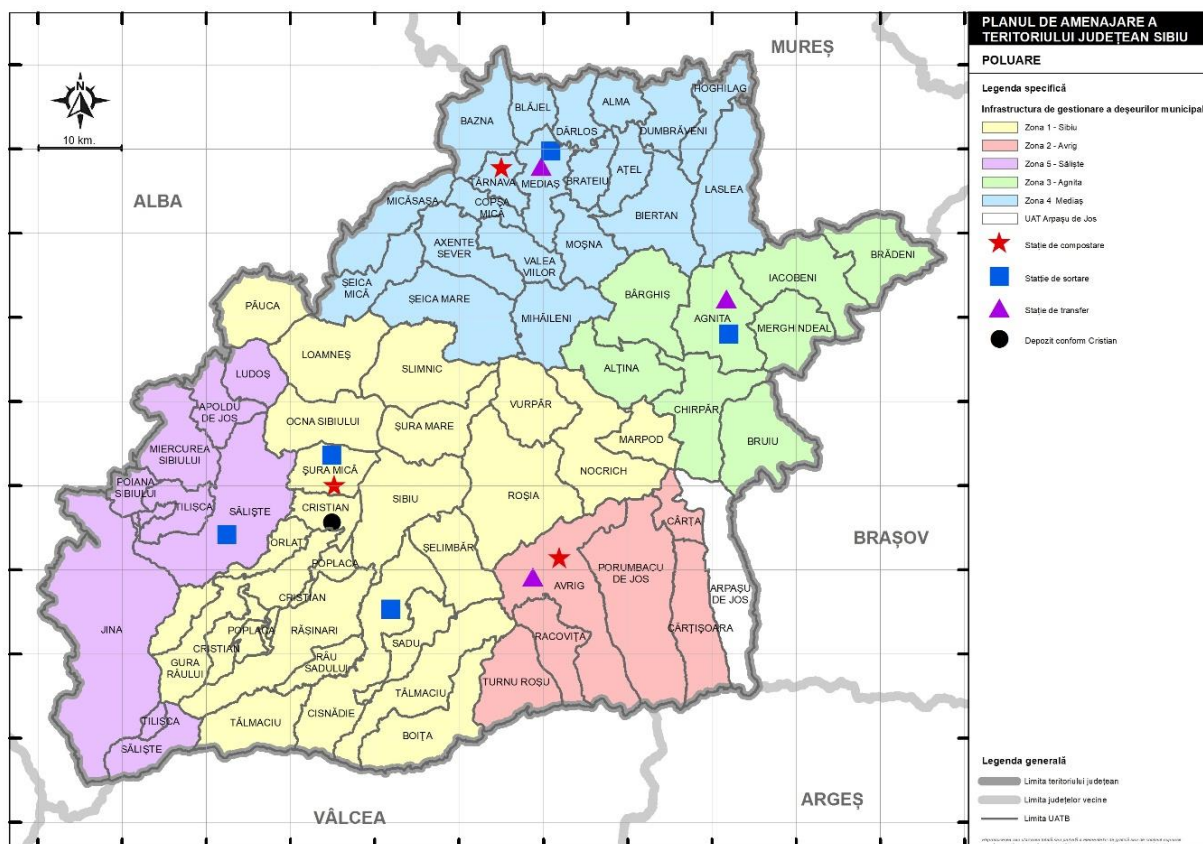 PLANUL DE AMENAJARE A
TERITORIULUI JUDEȚEAN SIBIU
POLUARE
Legenda specifică
Infrastructura de gestionare a deșeurilor municipal
Zona 1 - Sibiu
Zona 2 - Avrig
Zona 5 - Săliște
Zona 3 - Agnita
Zona 4 Mediaș
UAT Arpașu de Jos
Stație de compostare
Stație de sortare
Stație de transfer
Depozit conform Cristian
Legenda generală
Limita teritoriului județean
Limita județelor vecine
Limita UATB
N
10 km.
MUREȘ
ALBA
BRAȘOV
ARGEȘ
VÂLCEA
HOGHILAG
BLĂJEL
ALMA
BAZNA
DÂRLOS
DUMBRĂVENI
TÂRNAVA
MEDIAȘ
BRATEIU
AȚEL
LASLEA
MICĂSASA
COPȘA
MICĂ
BIERTAN
AXENTE
SEVER
MOȘNA
VALEA
VIILOR
BRĂDENI
IACOBENI
ȘEICA
MICĂ
ȘEICA MARE
BÂRGHIȘ
MIHĂILENI
AGNITA
MERGHINDEAL
PĂUCA
LOAMNEȘ
SLIMNIC
ALȚINA
LUDOȘ
VURPĂR
CHIRPĂR
APOLDU
DE JOS
OCNA SIBIULUI
ȘURA MARE
MARPOD
BRUIU
MIERCUREA
SIBIULUI
ȘURA MICĂ
NOCRICH
POIANA
SIBIULUI
TILIȘCA
SĂLIȘTE
SIBIU
ROȘIA
CRISTIAN
CÂRȚA
ORLAT
ȘELIMBĂR
POPLACA
AVRIG
PORUMBACU
DE JOS
ARPAȘU
DE JOS
CRISTIAN
JINA
POPLACA
RĂȘINARI
CÂRȚIȘOARA
CRISTIAN
SADU
RACOVIȚA
GURA
RÂULUI
RÂU
SADULUI
TURNU ROȘU
TĂLMACIU
TILIȘCA
TĂLMACIU
CISNĂDIE
SĂLIȘTE
BOIȚA